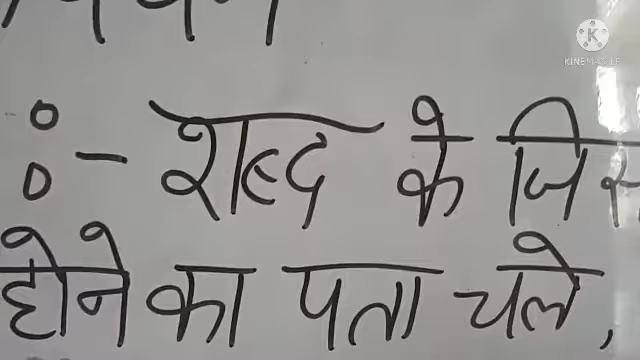 :- शब्द के जिस
होने का पता चले,
KINEMASTER